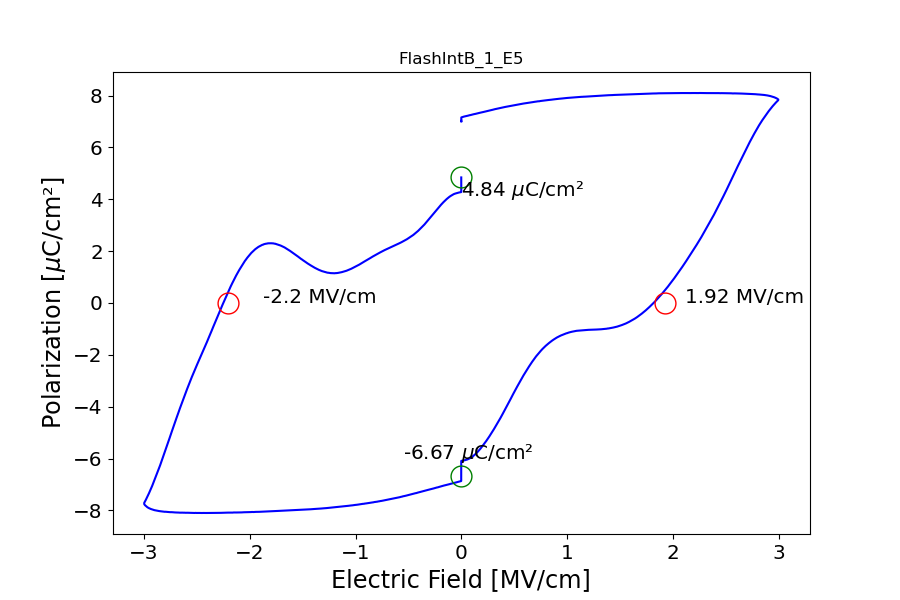 FlashIntB_1_E5
Polarization [μC/cm²]
8
6
4
2
0
−2
−4
−6
−8
4.84 μC/cm²
-2.2 MV/cm
1.92 MV/cm
-6.67 μC/cm²
−3
−2
−1
0
1
2
3
Electric Field [MV/cm]